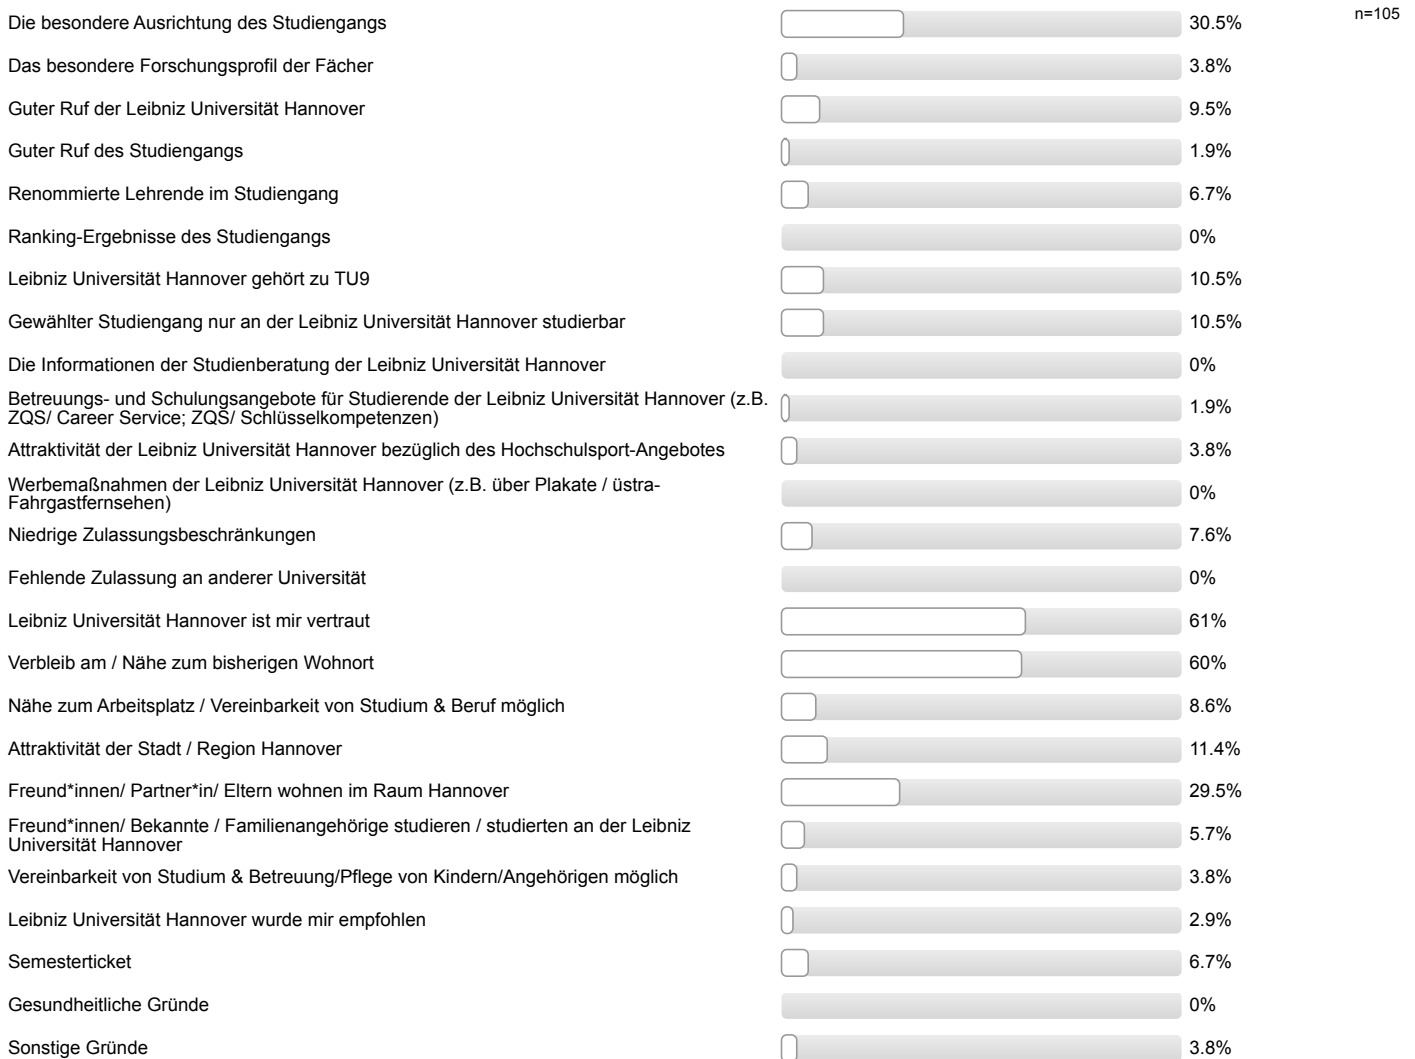 Die besondere Ausrichtung des Studiengangs 30.5% n=105
Das besondere Forschungsprofil der Fächer 3.8%
Guter Ruf der Leibniz Universität Hannover 9.5%
Guter Ruf des Studiengangs 1.9%
Renommierte Lehrende im Studiengang 6.7%
Ranking-Ergebnisse des Studiengangs 0%
Leibniz Universität Hannover gehört zu TU9 10.5%
Gewählter Studiengang nur an der Leibniz Universität Hannover studierbar 10.5%
Die Informationen der Studienberatung der Leibniz Universität Hannover 0%
Betreuungs- und Schulungsangebote für Studierende der Leibniz Universität Hannover (z.B.
ZQS/ Career Service; ZQS/ Schlüsselkompetenzen) 1.9%
Attraktivität der Leibniz Universität Hannover bezüglich des Hochschulsport-Angebotes 3.8%
Werbemaßnahmen der Leibniz Universität Hannover (z.B. über Plakate / üstra-
Fahrgastfernsehen) 0%
Niedrige Zulassungsbeschränkungen 7.6%
Fehlende Zulassung an anderer Universität 0%
Leibniz Universität Hannover ist mir vertraut 61%
Verbleib am / Nähe zum bisherigen Wohnort 60%
Nähe zum Arbeitsplatz / Vereinbarkeit von Studium & Beruf möglich 8.6%
Attraktivität der Stadt / Region Hannover 11.4%
Freund*innen/ Partner*in/ Eltern wohnen im Raum Hannover 29.5%
Freund*innen/ Bekannte / Familienangehörige studieren / studierten an der Leibniz
Universität Hannover 5.7%
Vereinbarkeit von Studium & Betreuung/Pflege von Kindern/Angehörigen möglich 3.8%
Leibniz Universität Hannover wurde mir empfohlen 2.9%
Semesterticket 6.7%
Gesundheitliche Gründe 0%
Sonstige Gründe 3.8%